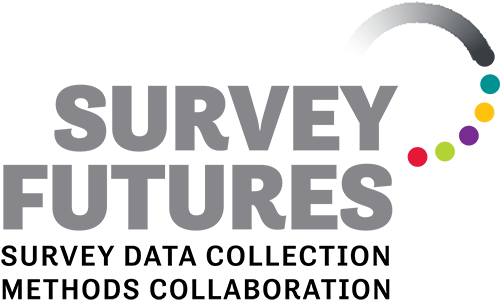 SURVEY
FUTURES
SURVEY DATA COLLECTION
METHODS COLLABORATION